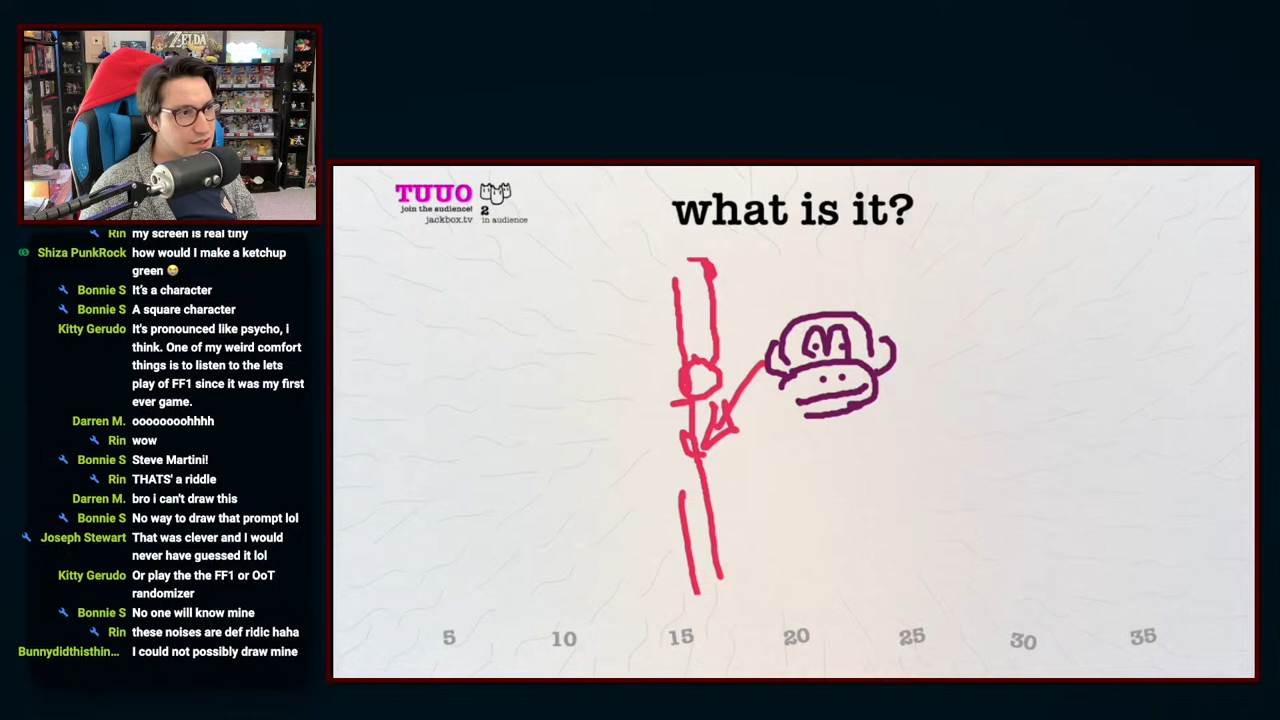 ZELDA
Rin my screen is real tiny
Shiza PunkRock how would I make a ketchup
green 😭
Bonnie S It's a character
Bonnie S A square character
Kitty Gerudo It's pronounced like psycho, i
think. One of my weird comfort
things is to listen to the lets
play of FF1 since it was my first
ever game.
Darren M. oooooooohhhh
Rin wow
Bonnie S Steve Martini!
Rin THATS' a riddle
Darren M. bro i can't draw this
Bonnie S No way to draw that prompt lol
Joseph Stewart That was clever and I would
never have guessed it lol
Kitty Gerudo Or play the the FF1 or OoT
randomizer
Bonnie S No one will know mine
Rin these noises are def ridic haha
Bunnydidthisthin... I could not possibly draw mine
TUUO
join the audience!
jackbox.tv
2
in audience
what is it?
5 10 15 20 25 30 35